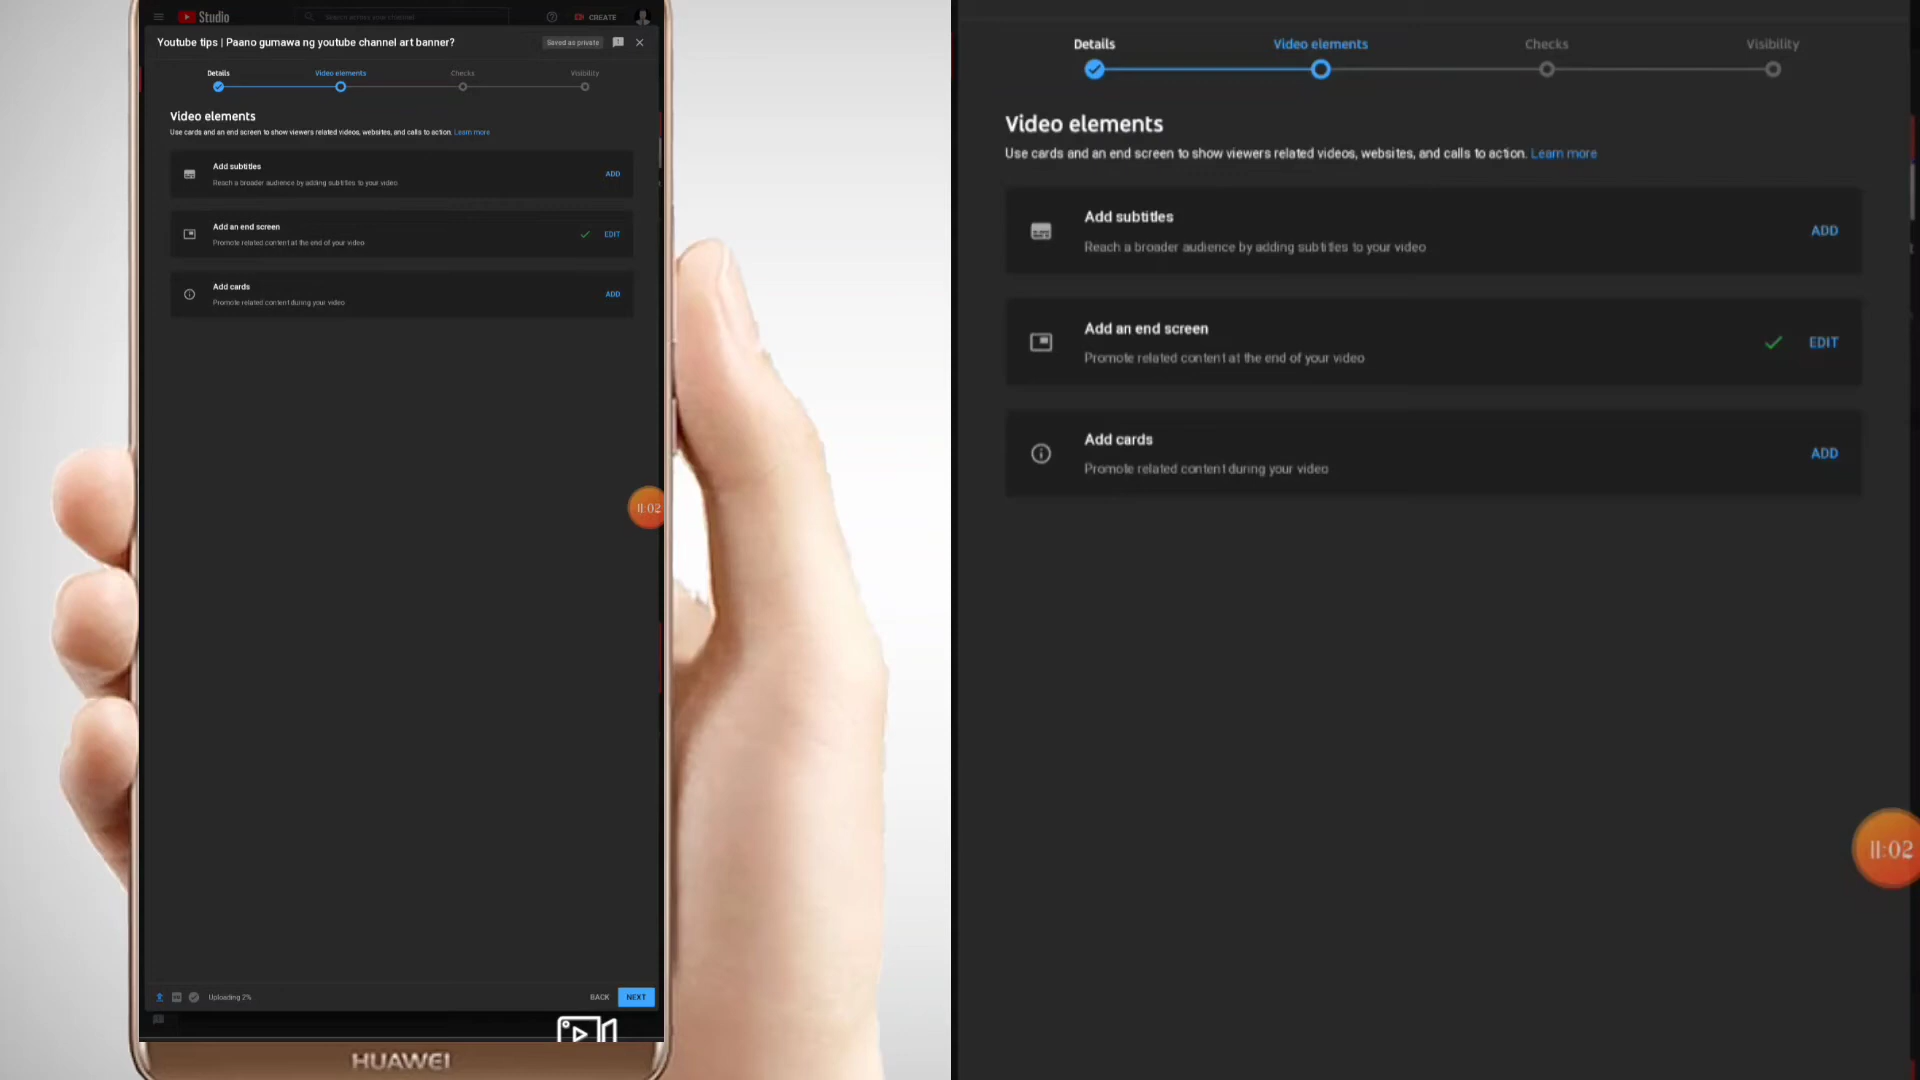 Studio
Search across your channel
CREATE
Youtube tips | Paano gumawa ng youtube channel art banner?
Saved as private
Details
Video elements
Checks
Visibility
Video elements
Use cards and an end screen to show viewers related videos, websites, and calls to action. Learn more
Add subtitles
Reach a broader audience by adding subtitles to your video
ADD
Add an end screen
Promote related content at the end of your video
EDIT
Add cards
Promote related content during your video
ADD
11:02
Uploading 2%
BACK
NEXT
HUAWEI
Details
Video elements
Checks
Visibility
Video elements
Use cards and an end screen to show viewers related videos, websites, and calls to action. Learn more
Add subtitles
Reach a broader audience by adding subtitles to your video
ADD
Add an end screen
Promote related content at the end of your video
EDIT
Add cards
Promote related content during your video
ADD
11:02